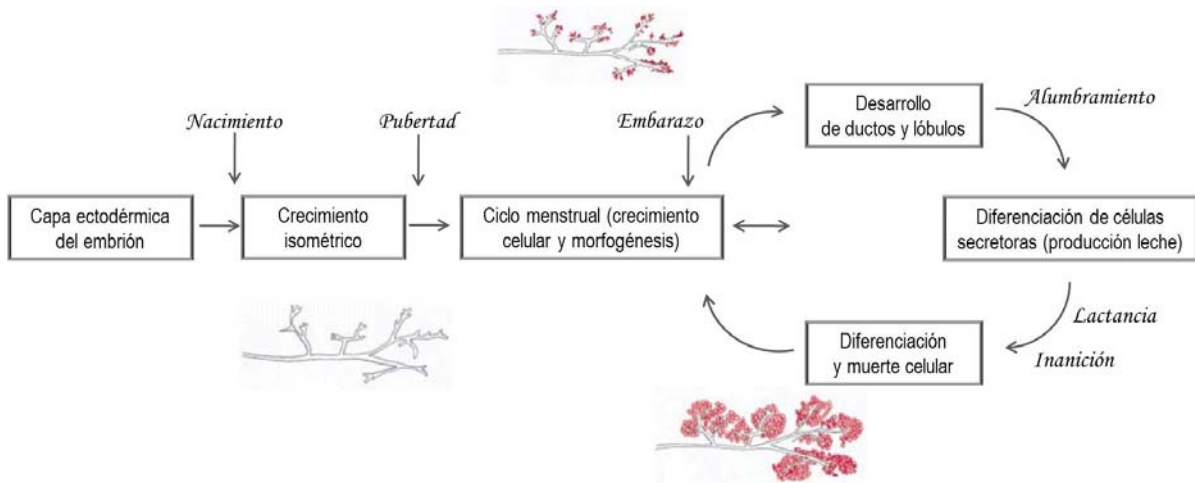 Nacimiento
Pubertad
Embarazo
Alumbramiento
Capa ectodérmica
del embrión
Crecimiento
isométrico
Ciclo menstrual (crecimiento
celular y morfogénesis)
Desarrollo
de ductos y lóbulos
Diferenciación de células
secretoras (producción leche)
Lactancia
Inanición
Diferenciación
y muerte celular